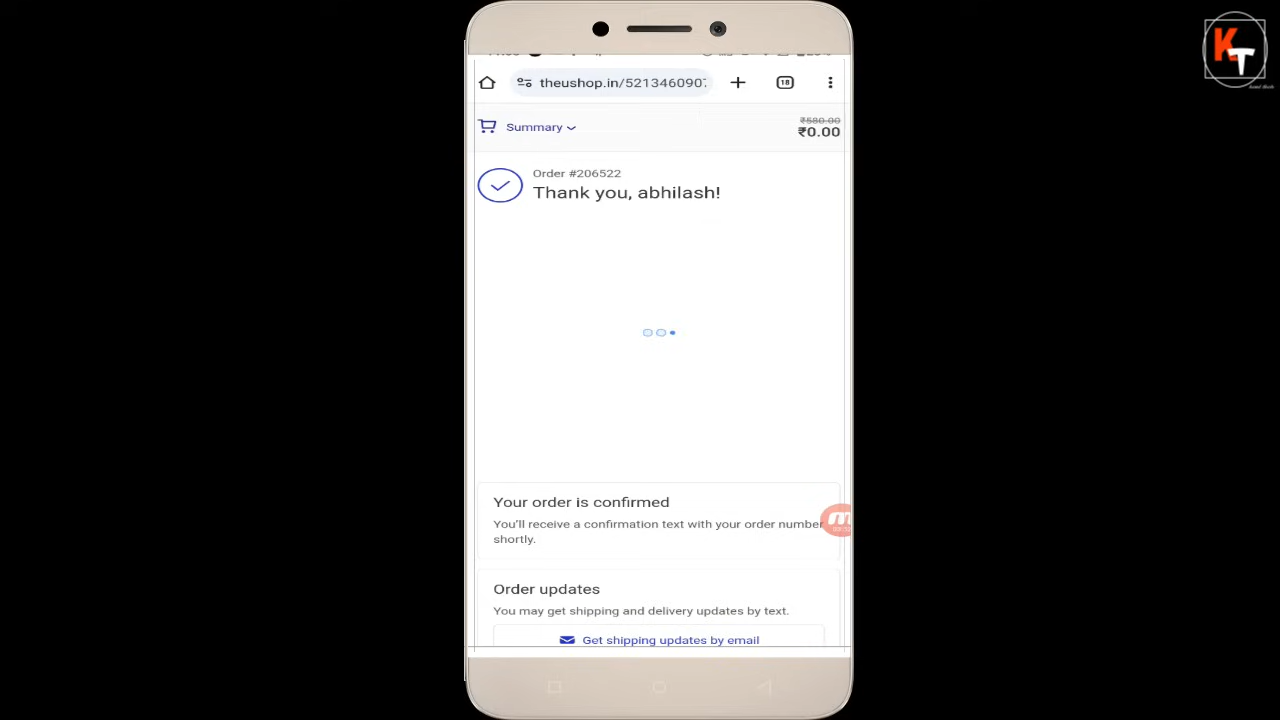 theushop.in/521346090
18
Summary
₹580.00
₹0.00
Order #206522
Thank you, abhilash!
Your order is confirmed
You'll receive a confirmation text with your order number
shortly.
Order updates
You may get shipping and delivery updates by text.
Get shipping updates by email
KT